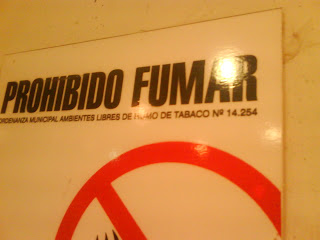 PROHIBIDO FUMAR
ORDENANZA MUNICIPAL AMBIENTES LIBRES DE HUMO DE TABACO Nº 14.254